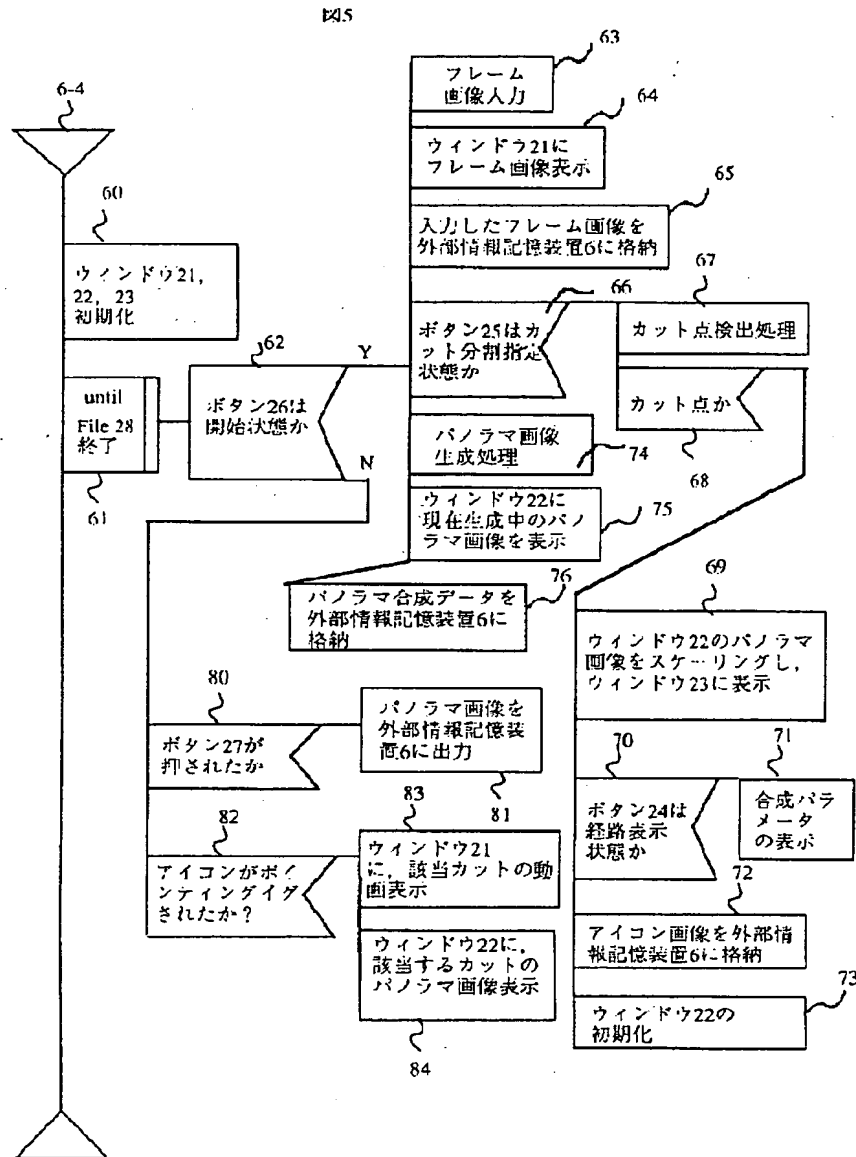 図5
63
フレーム
画像入力
6-4
64
ウィンドウ21に
フレーム画像表示
60
65
入力したフレーム画像を
外部情報記憶装置6に格納
ウィンドウ21,
22, 23
初期化
66
67
62
Y
ボタン25はカ
ット分割指定
状態か
カット点検出処理
until
File 28
終了
ボタン26は
開始状態か
カット点か
パノラマ画像
生成処理
74
68
N
61
ウィンドウ22に
現在生成中のパノ
ラマ画像を表示
75
76
69
パノラマ合成データを
外部情報記憶装置6に
格納
ウィンドウ22のパノラマ
画像をスケーリングし,
ウィンドウ23に表示
80
パノラマ画像を
外部情報記憶装
置6に出力
ボタン27が
押されたか
70
71
81
83
ボタン24は
経路表示
状態か
合成パラ
メータ
の表示
82
ウィンドウ21
に, 該当カットの動
画表示
アイコンがポイ
ンティングイグ
されたか?
72
アイコン画像を外部情
報記憶装置6に格納
ウィンドウ22に,
該当するカットの
パノラマ画像表示
73
ウィンドウ22の
初期化
84